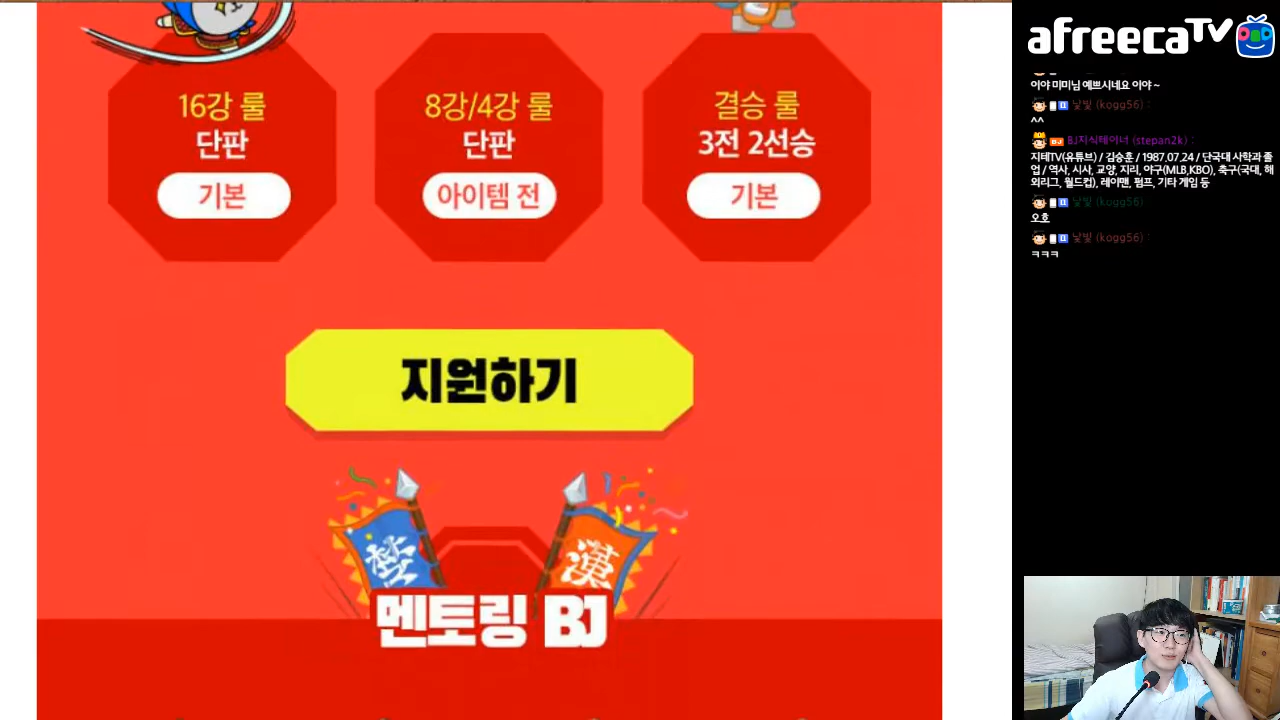 16강 룰
단판
기본
8강/4강 룰
단판
아이템 전
결승 룰
3전 2선승
기본
지원하기
楚
漢
멘토링 BJ
afreecaTV
이야 미미님 예쁘시네요 이야 ~
낯빛 (kogg56) :
^^
BJ지식테이너 (stepan2k) :
지테TV(유튜브) / 김승훈 / 1987.07.24 / 단국대 사학과 졸
업 / 역사, 시사, 교양, 지리, 야구(MLB,KBO), 축구(국대, 해
외리그, 월드컵), 레이맨, 펌프, 기타 게임 등
낯빛 (kogg56)
오호
낯빛 (kogg56) :
ㅋㅋㅋ